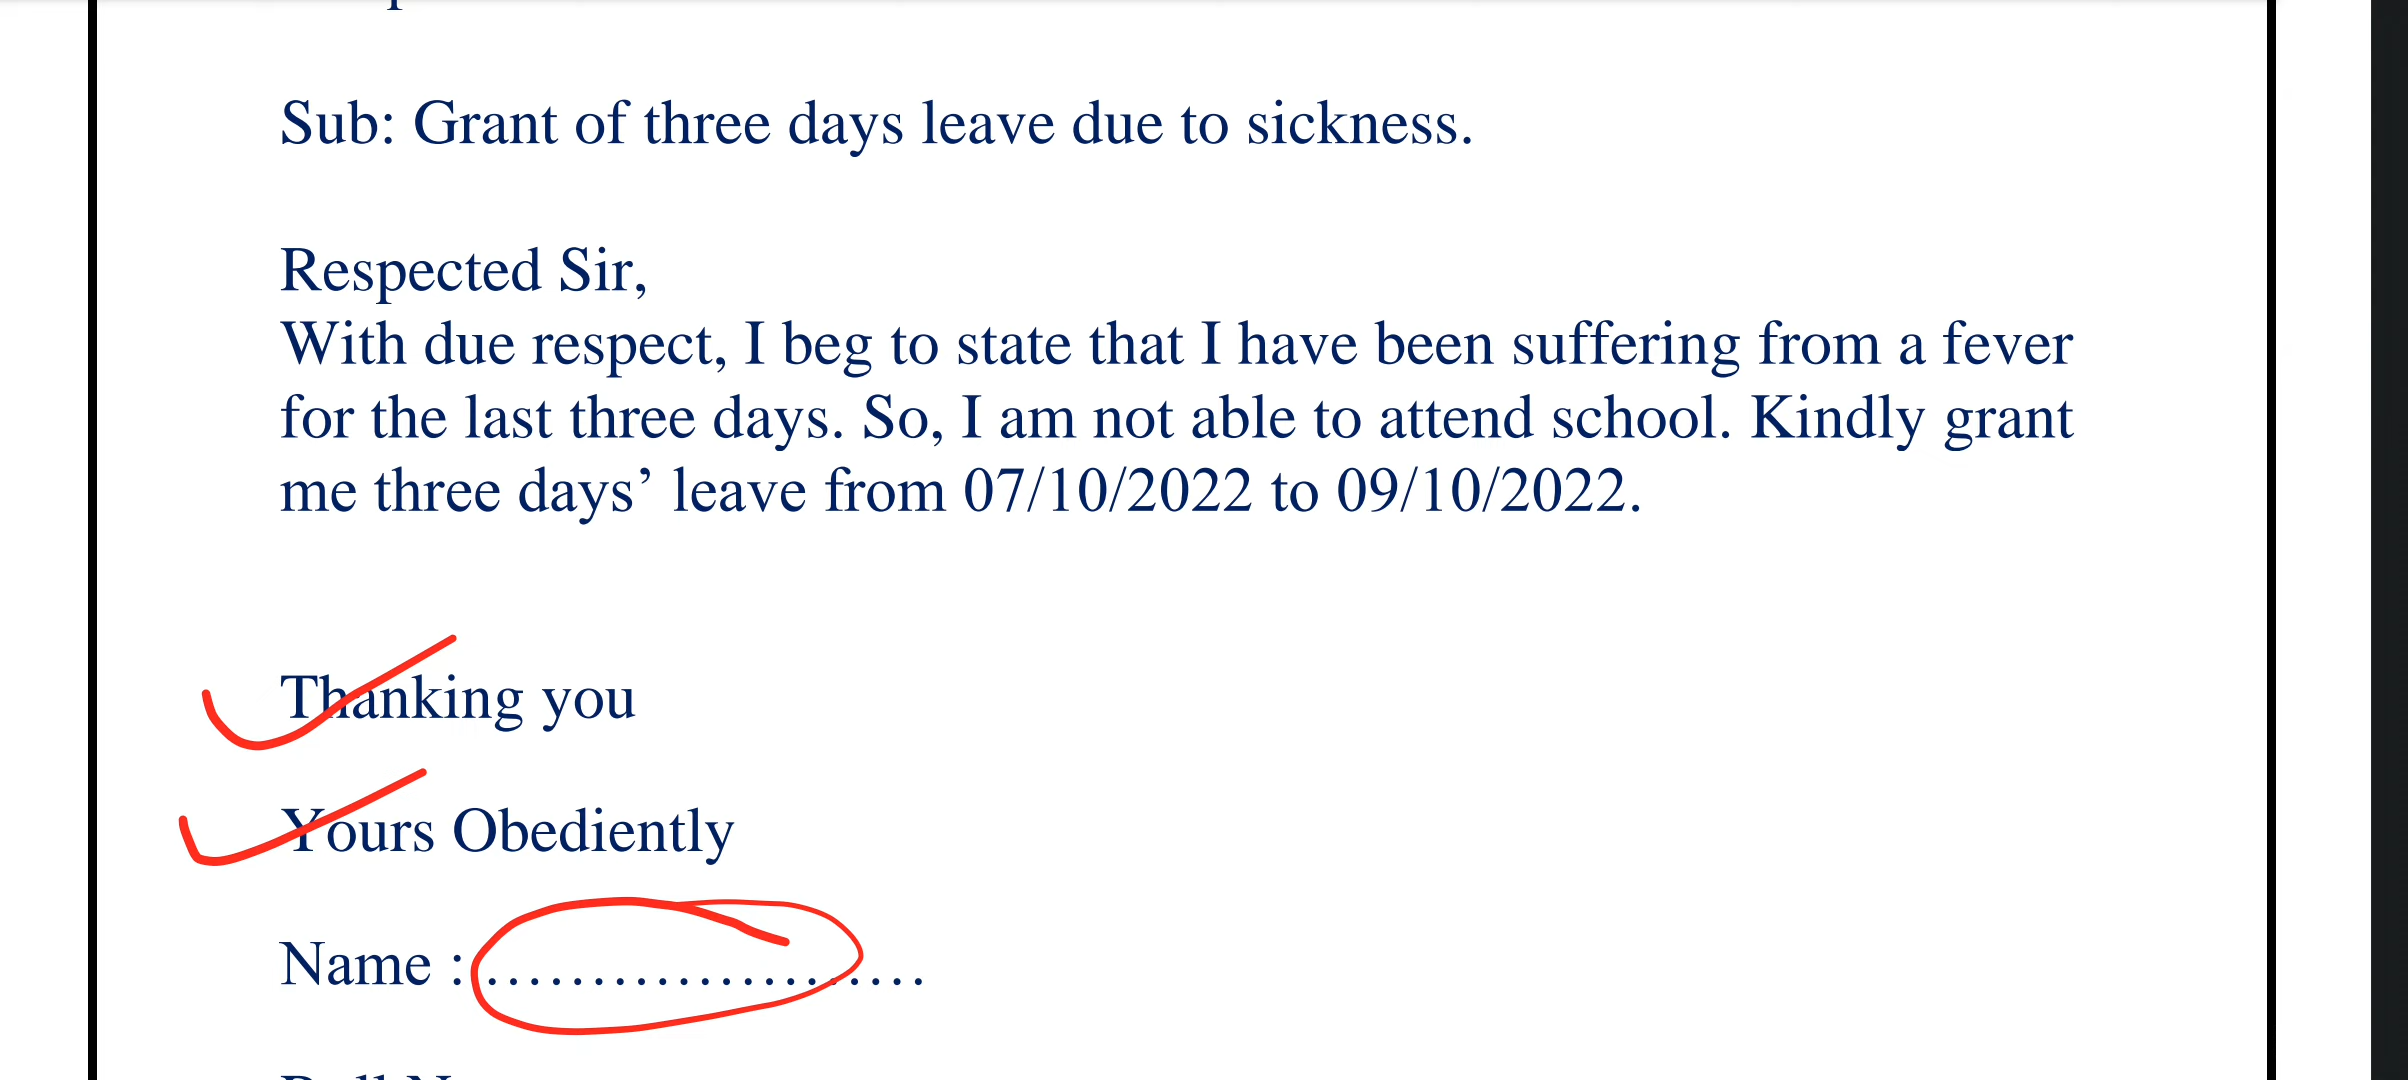 Sub: Grant of three days leave due to sickness.
Respected Sir,
With due respect, I beg to state that I have been suffering from a fever
for the last three days. So, I am not able to attend school. Kindly grant
me three days’ leave from 07/10/2022 to 09/10/2022.
Thanking you
Yours Obediently
Name : .....................